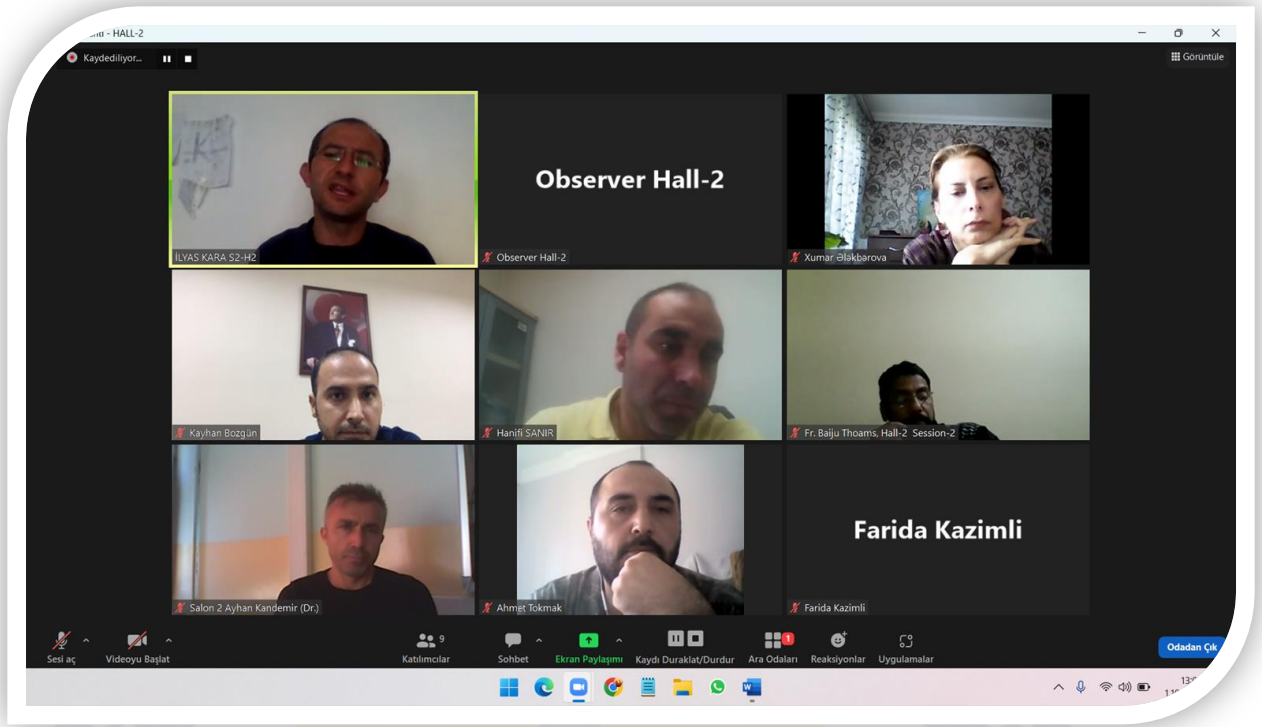 - HALL-2
Kaydediliyor...
Görüntüle
İLYAS KARA S2-H2
Observer Hall-2
Observer Hall-2
Xumar Ələkbərova
Kayhan Bozgün
Hanifi SANIR
Fr. Baiju Thoams, Hall-2 Session-2
Salon 2 Ayhan Kandemir (Dr.)
Ahmet Tokmak
Farida Kazimli
Farida Kazimli
Sesi aç
Videoyu Başlat
9
Katılımcılar
Sohbet
Ekran Paylaşımı
Kaydı Duraklat/Durdur
1
Ara Odaları
Reaksiyonlar
Uygulamalar
Odadan Çık